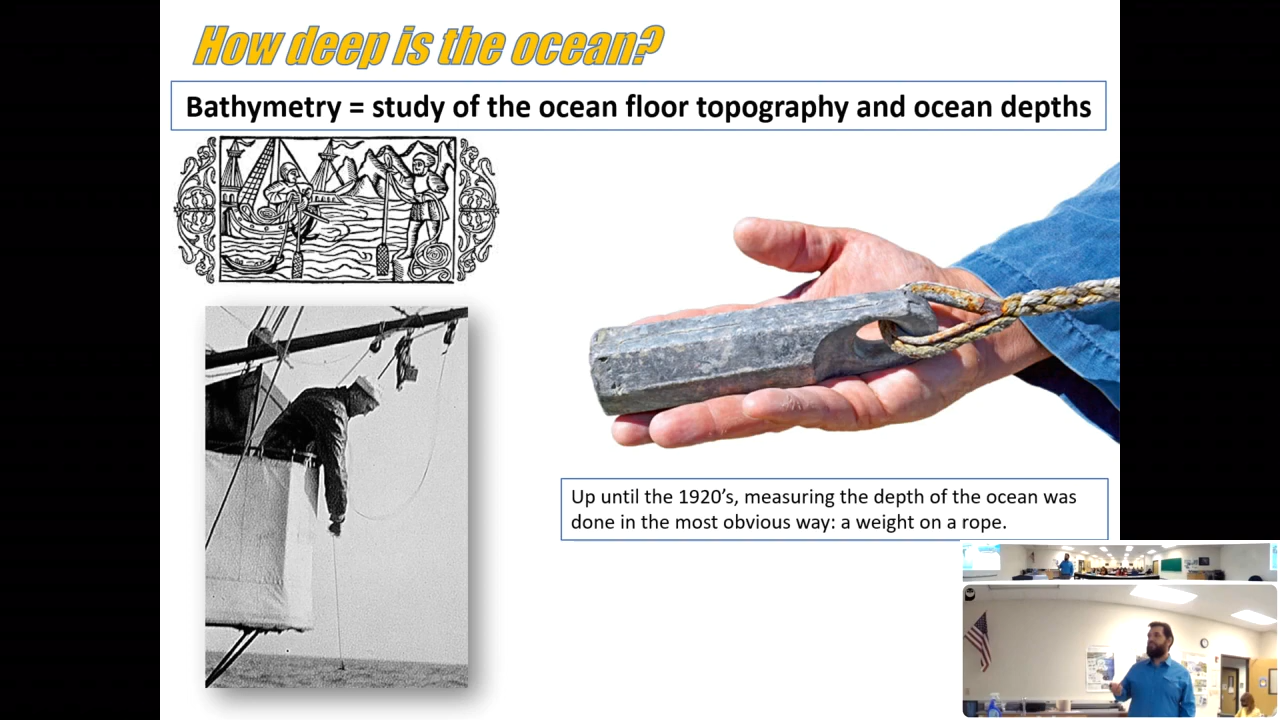 How deep is the ocean?
Bathymetry = study of the ocean floor topography and ocean depths
Up until the 1920’s, measuring the depth of the ocean was
done in the most obvious way: a weight on a rope.